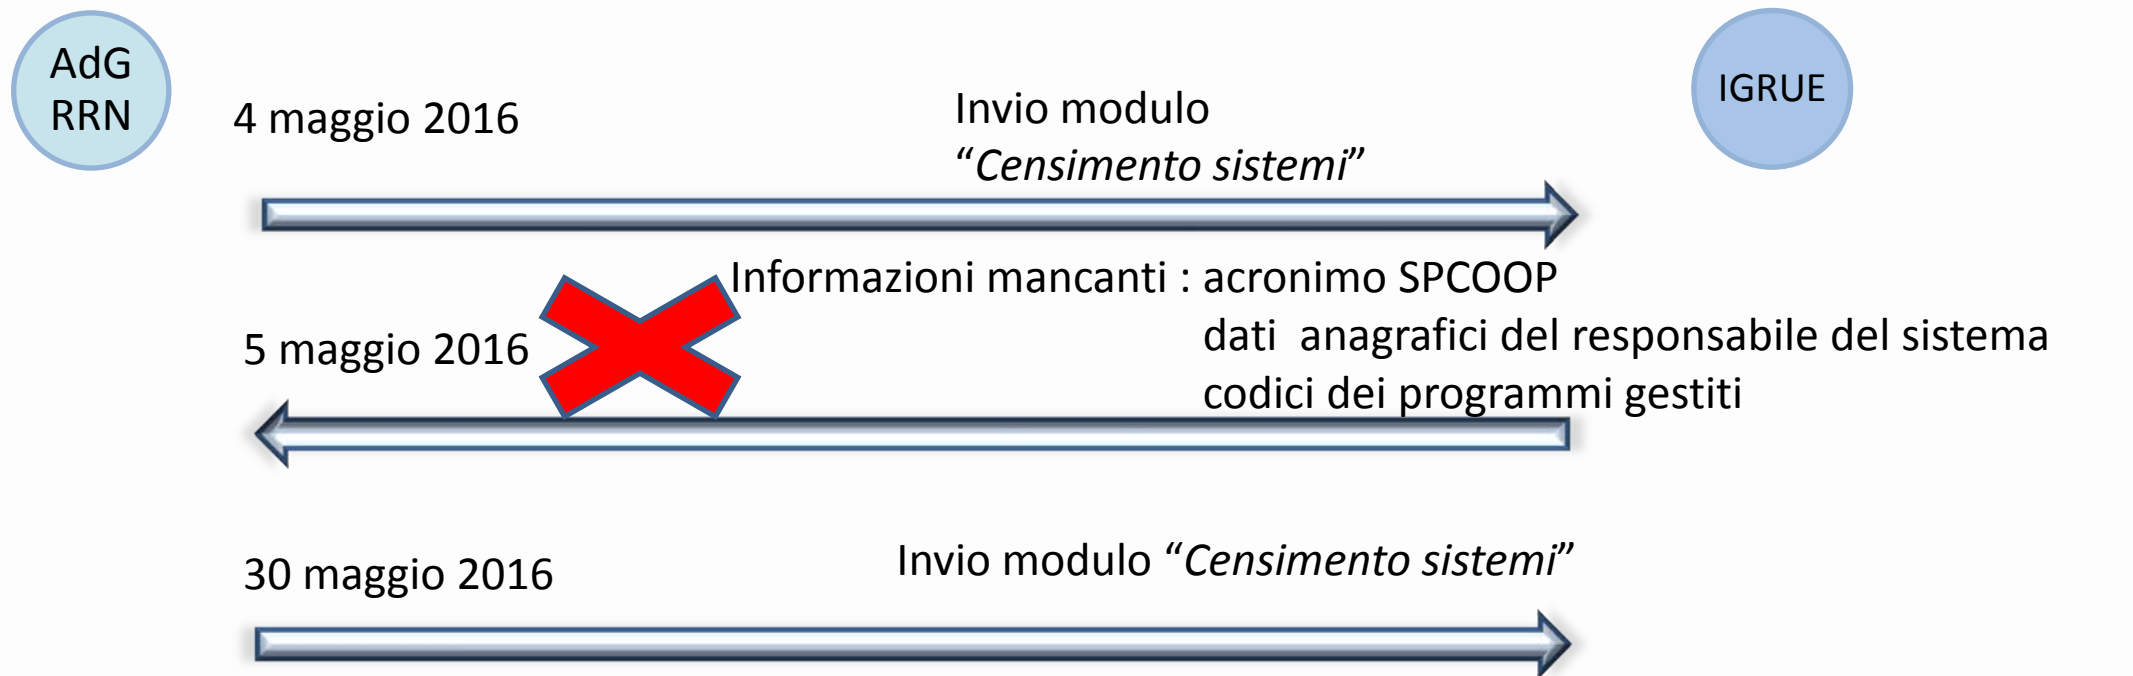 AdG
RRN
IGRUE
4 maggio 2016
Invio modulo
“Censimento sistemi”
Informazioni mancanti : acronimo SPCOOP
dati anagrafici del responsabile del sistema
codici dei programmi gestiti
5 maggio 2016
30 maggio 2016
Invio modulo “Censimento sistemi”